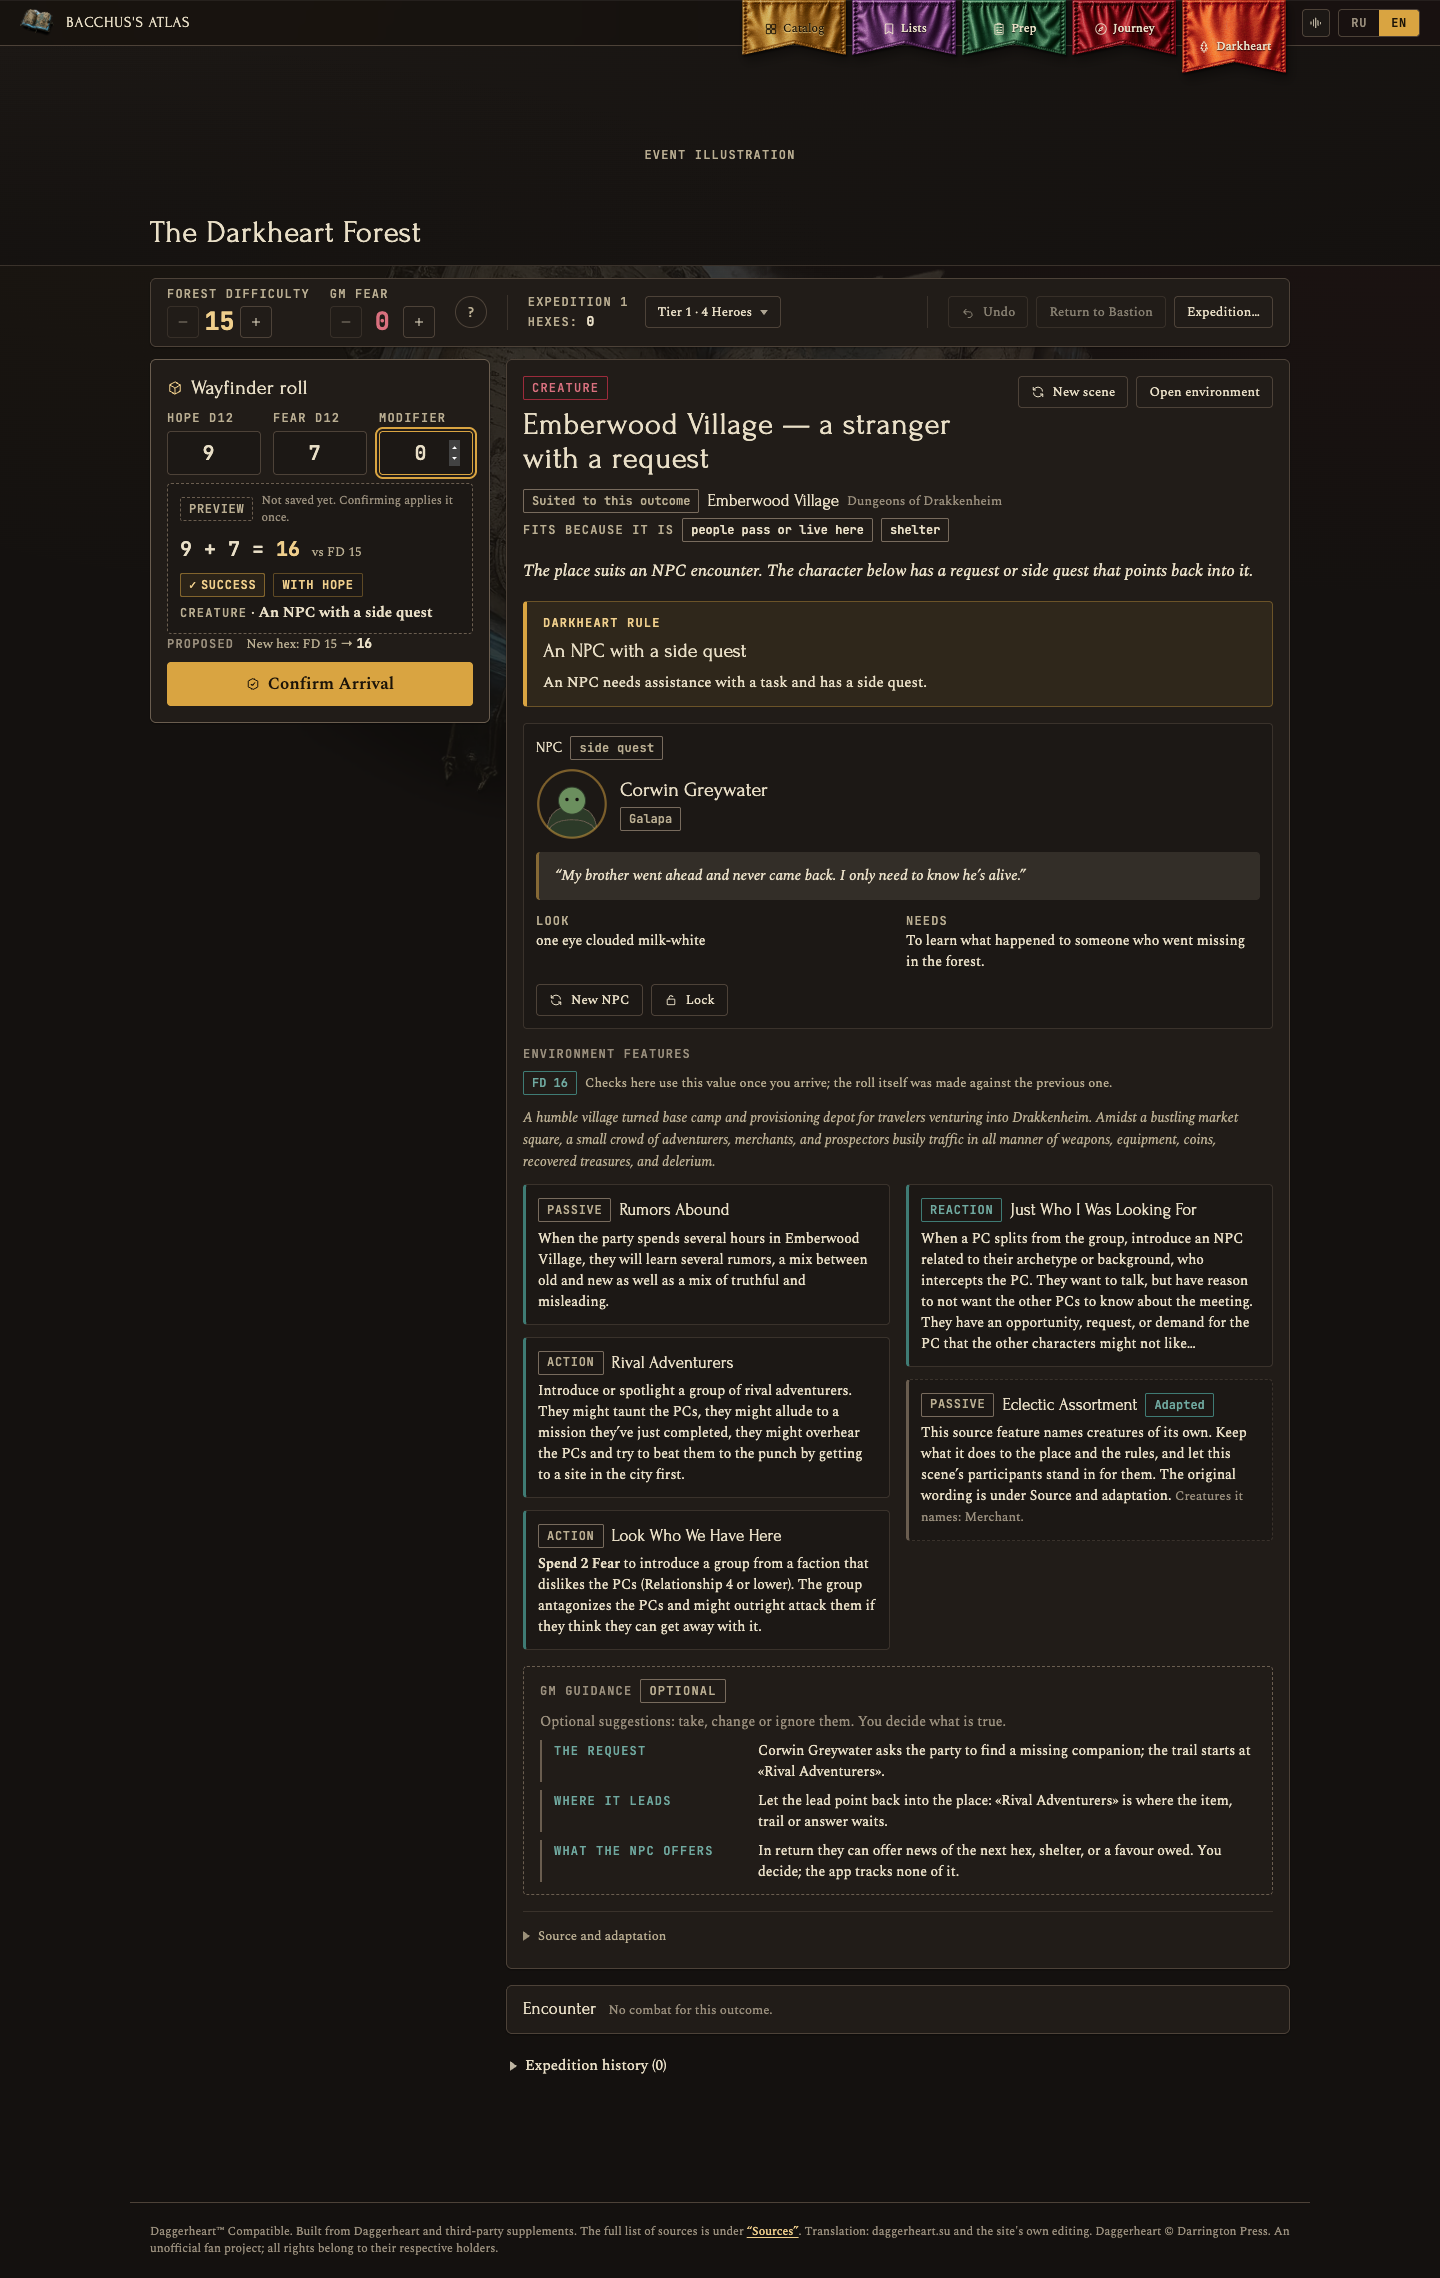 BACCHUS'S ATLAS
Catalog
Lists
Prep
Journey
Darkheart
RU
EN
EVENT ILLUSTRATION
The Darkheart Forest
FOREST DIFFICULTY
− 15 +
GM FEAR
− 0 +
?
EXPEDITION 1
HEXES: 0
Tier 1 · 4 Heroes
Undo
Return to Bastion
Expedition…
Wayfinder roll
HOPE D12
FEAR D12
MODIFIER
9
7
0
PREVIEW
Not saved yet. Confirming applies it
once.
9 + 7 = 16 vs FD 15
✓ SUCCESS
WITH HOPE
CREATURE · An NPC with a side quest
PROPOSED New hex: FD 15 → 16
Confirm Arrival
CREATURE
New scene
Open environment
Emberwood Village — a stranger
with a request
Suited to this outcome Emberwood Village Dungeons of Drakkenheim
FITS BECAUSE IT IS people pass or live here shelter
The place suits an NPC encounter. The character below has a request or side quest that points back into it.
DARKHEART RULE
An NPC with a side quest
An NPC needs assistance with a task and has a side quest.
NPC side quest
Corwin Greywater
Galapa
“My brother went ahead and never came back. I only need to know he’s alive.”
LOOK
one eye clouded milk-white
NEEDS
To learn what happened to someone who went missing
in the forest.
New NPC
Lock
ENVIRONMENT FEATURES
FD 16 Checks here use this value once you arrive; the roll itself was made against the previous one.
A humble village turned base camp and provisioning depot for travelers venturing into Drakkenheim. Amidst a bustling market
square, a small crowd of adventurers, merchants, and prospectors busily traffic in all manner of weapons, equipment, coins,
recovered treasures, and delerium.
PASSIVE Rumors Abound
When the party spends several hours in Emberwood
Village, they will learn several rumors, a mix between
old and new as well as a mix of truthful and
misleading.
ACTION Rival Adventurers
Introduce or spotlight a group of rival adventurers.
They might taunt the PCs, they might allude to a
mission they’ve just completed, they might overhear
the PCs and try to beat them to the punch by getting
to a site in the city first.
ACTION Look Who We Have Here
Spend 2 Fear to introduce a group from a faction that
dislikes the PCs (Relationship 4 or lower). The group
antagonizes the PCs and might outright attack them if
they think they can get away with it.
REACTION Just Who I Was Looking For
When a PC splits from the group, introduce an NPC
related to their archetype or background, who
intercepts the PC. They want to talk, but have reason
to not want the other PCs to know about the meeting.
They have an opportunity, request, or demand for the
PC that the other characters might not like…
PASSIVE Eclectic Assortment Adapted
This source feature names creatures of its own. Keep
what it does to the place and the rules, and let this
scene’s participants stand in for them. The original
wording is under Source and adaptation. Creatures it
names: Merchant.
GM GUIDANCE OPTIONAL
Optional suggestions: take, change or ignore them. You decide what is true.
THE REQUEST
Corwin Greywater asks the party to find a missing companion; the trail starts at
«Rival Adventurers».
WHERE IT LEADS
Let the lead point back into the place: «Rival Adventurers» is where the item,
trail or answer waits.
WHAT THE NPC OFFERS
In return they can offer news of the next hex, shelter, or a favour owed. You
decide; the app tracks none of it.
Source and adaptation
Encounter No combat for this outcome.
Expedition history (0)
Daggerheart™ Compatible. Built from Daggerheart and third-party supplements. The full list of sources is under “Sources”. Translation: daggerheart.su and the site's own editing. Daggerheart © Darrington Press. An
unofficial fan project; all rights belong to their respective holders.